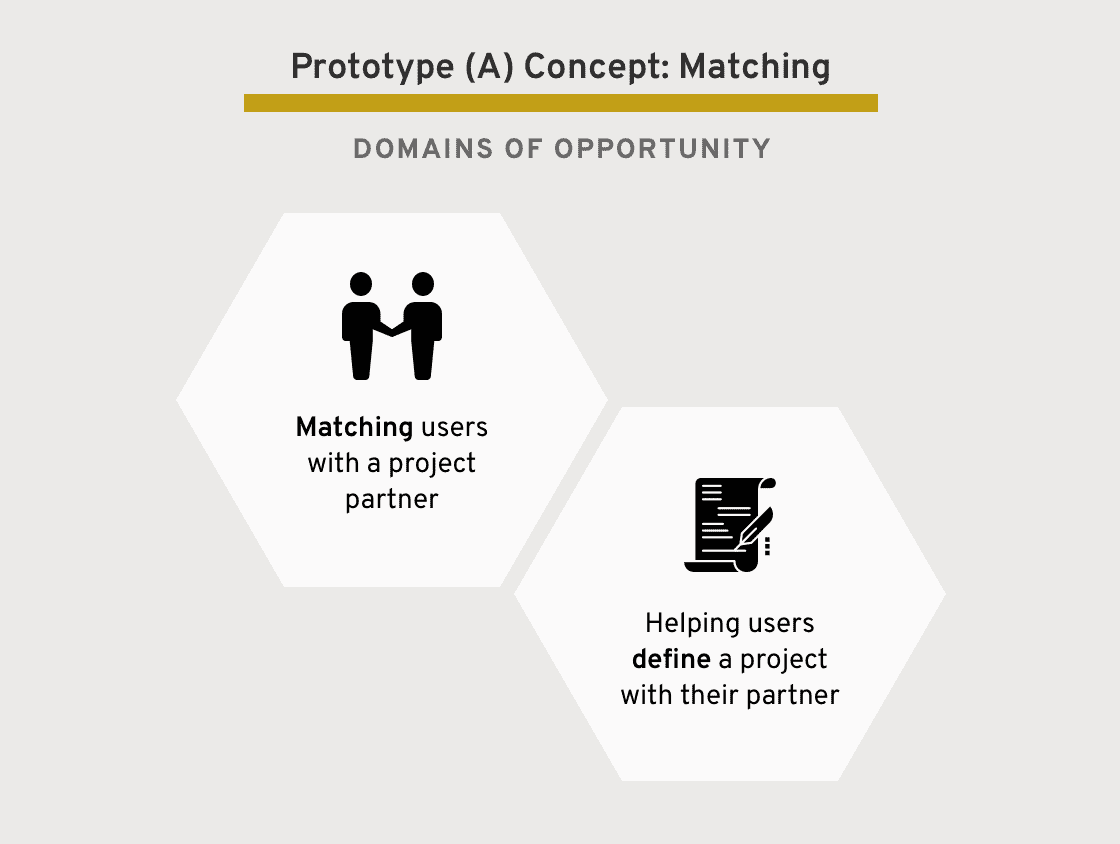 Prototype (A) Concept: Matching
DOMAINS OF OPPORTUNITY
Matching users
with a project
partner
Helping users
define a project
with their partner